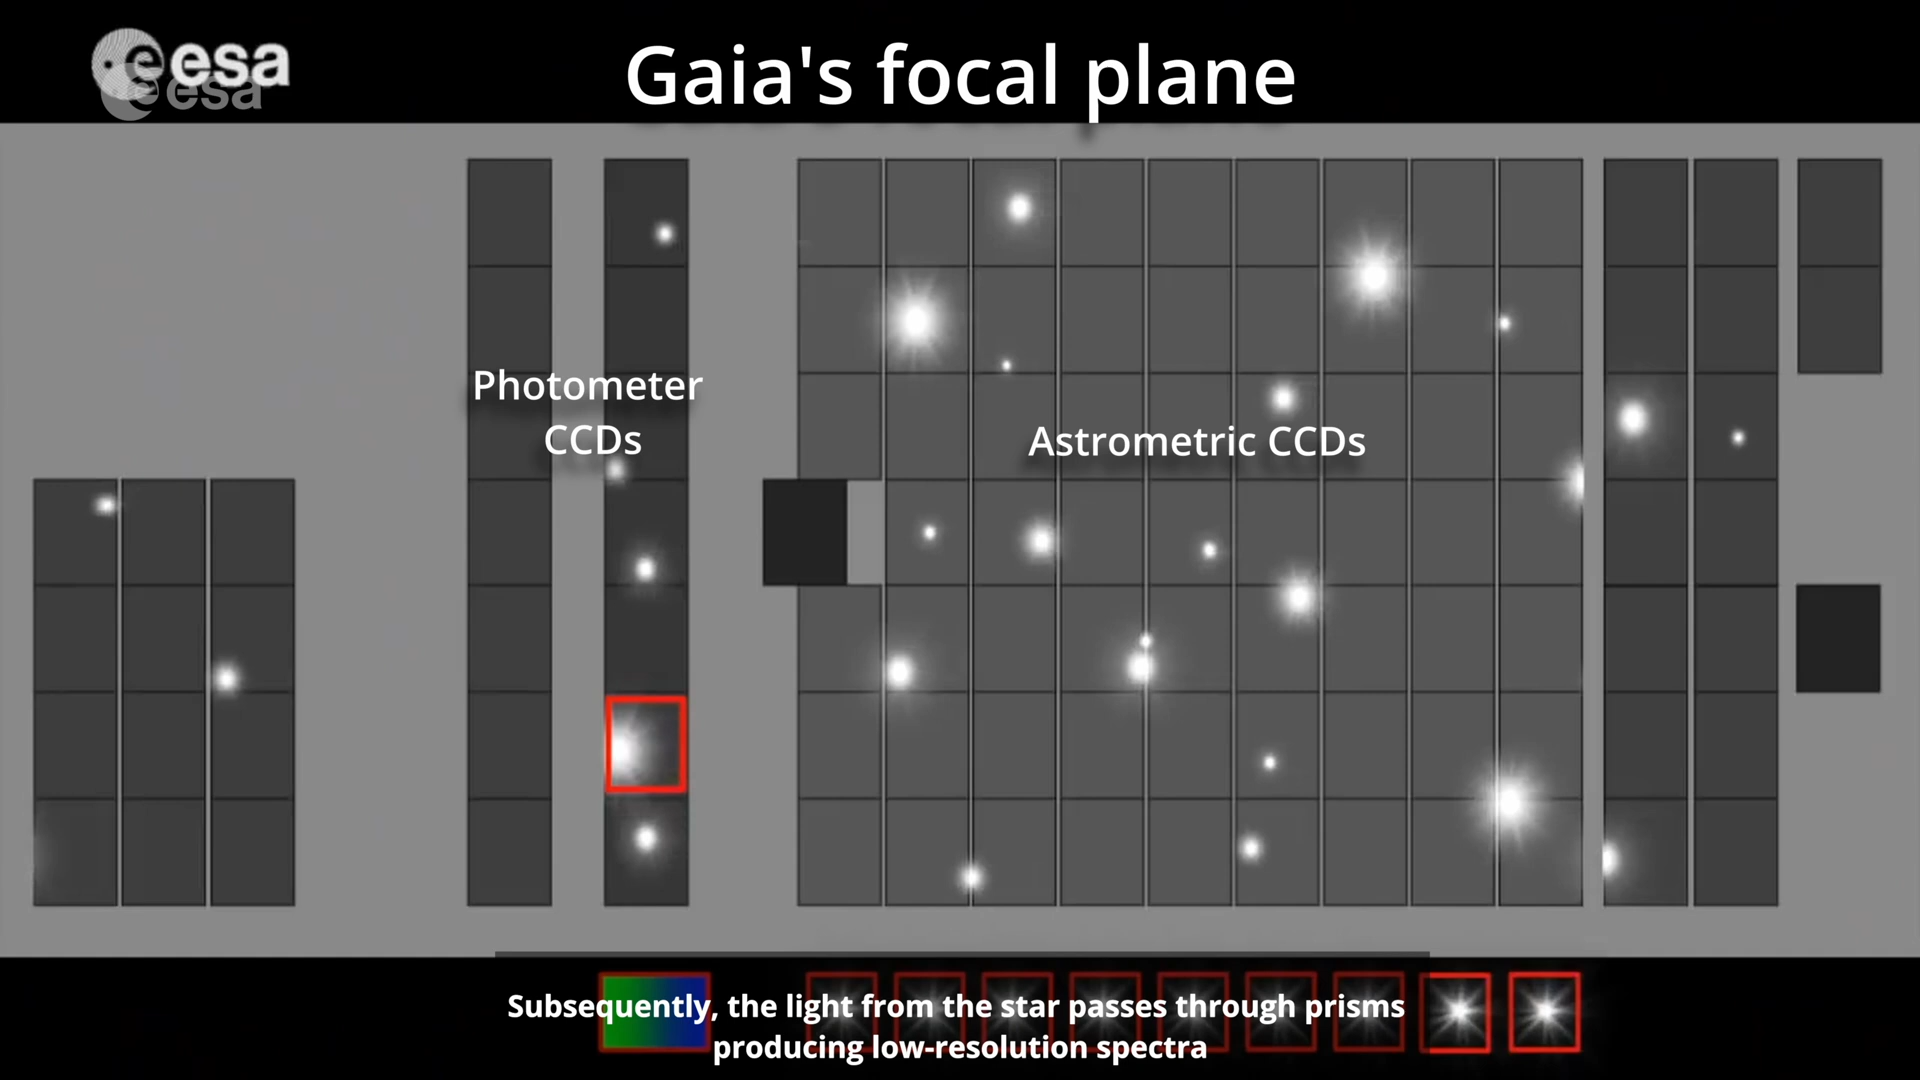 esa
esa
Gaia's focal plane
Photometer
CCDs
Astrometric CCDs
Subsequently, the light from the star passes through prisms
producing low-resolution spectra